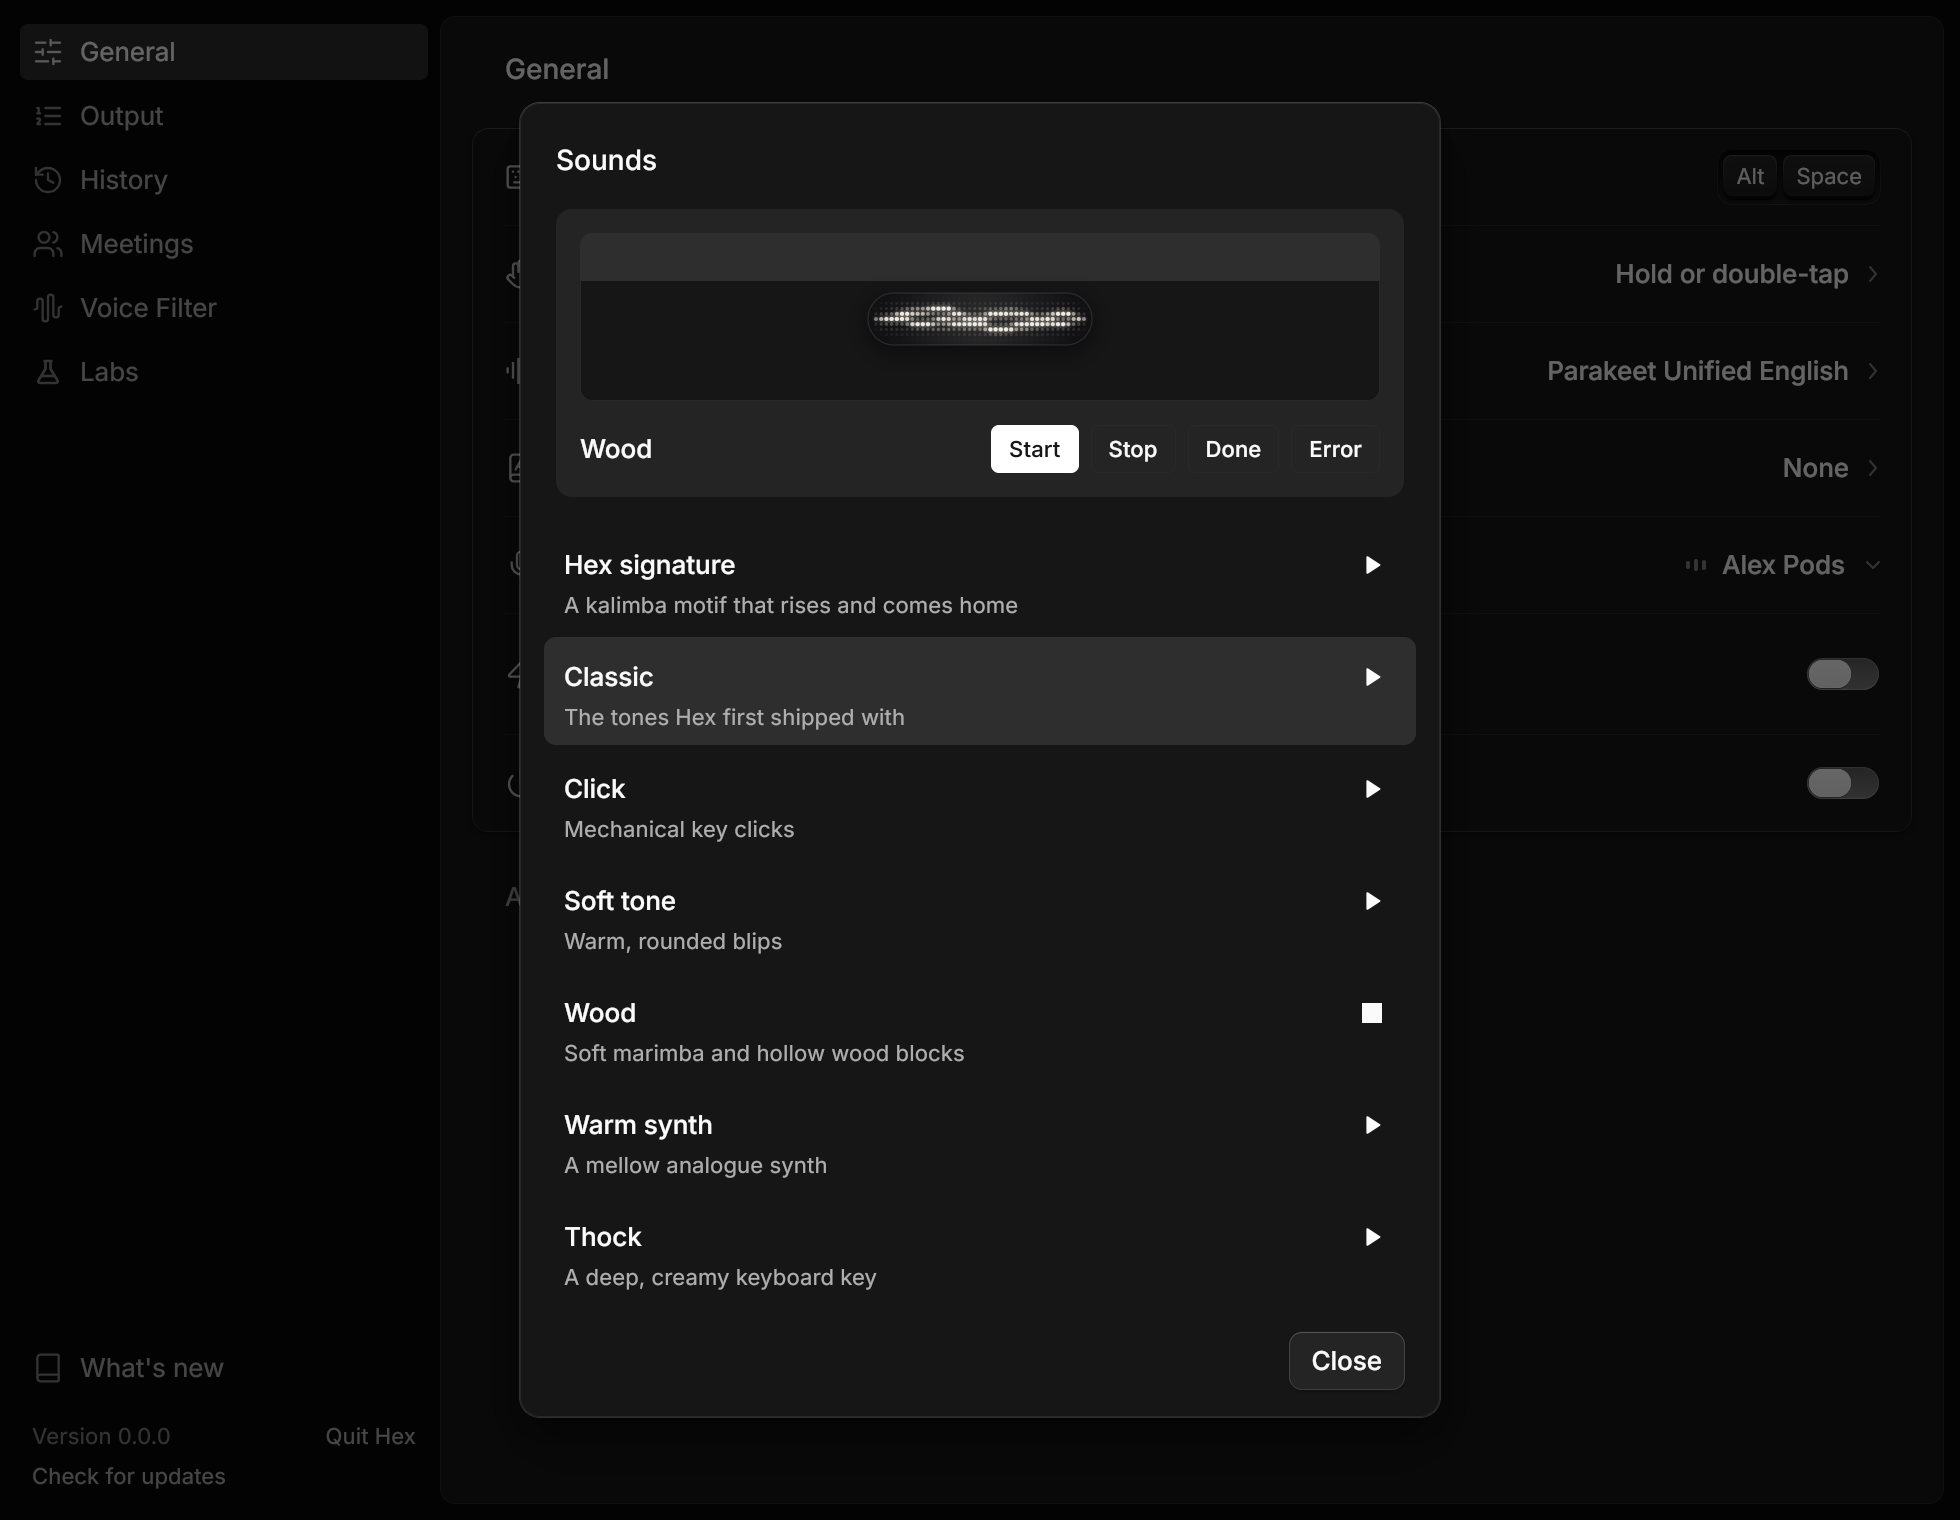 General
Output
History
Meetings
Voice Filter
Labs
What's new
Version 0.0.0
Quit Hex
Check for updates
General
Alt Space
Hold or double-tap
Parakeet Unified English
None
Alex Pods
Sounds
Wood
Start
Stop
Done
Error
Hex signature
A kalimba motif that rises and comes home
Classic
The tones Hex first shipped with
Click
Mechanical key clicks
Soft tone
Warm, rounded blips
Wood
Soft marimba and hollow wood blocks
Warm synth
A mellow analogue synth
Thock
A deep, creamy keyboard key
Close